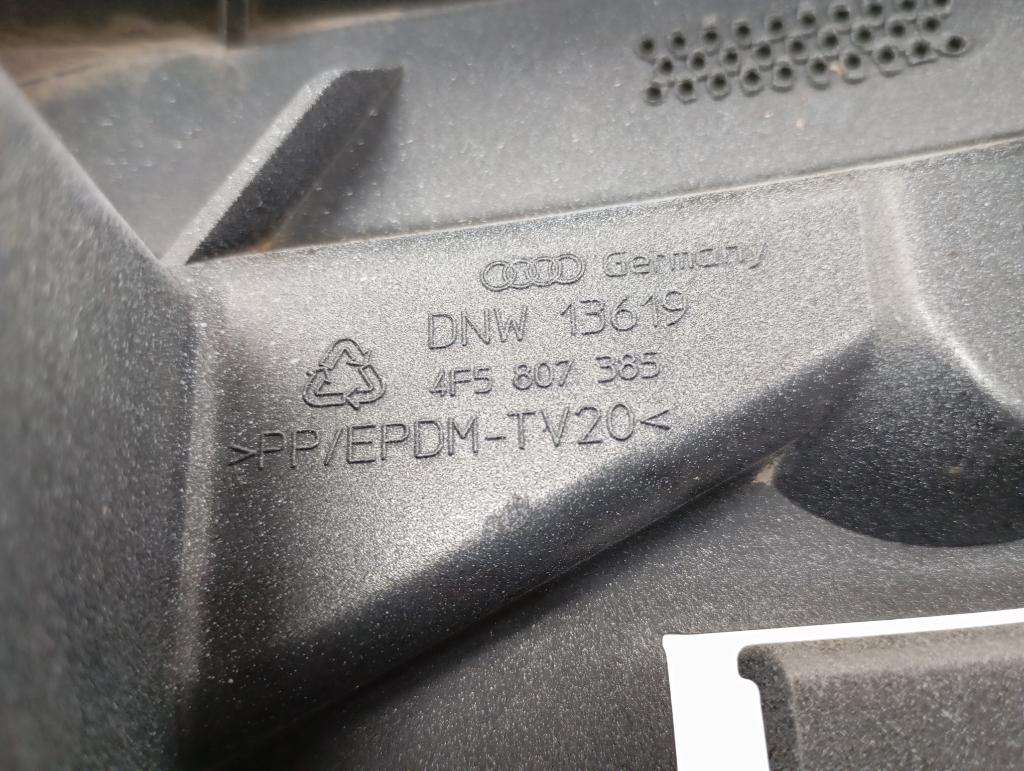 Germany
DNW 13619
4F5 807 385
>PP/EPDM-TV20<